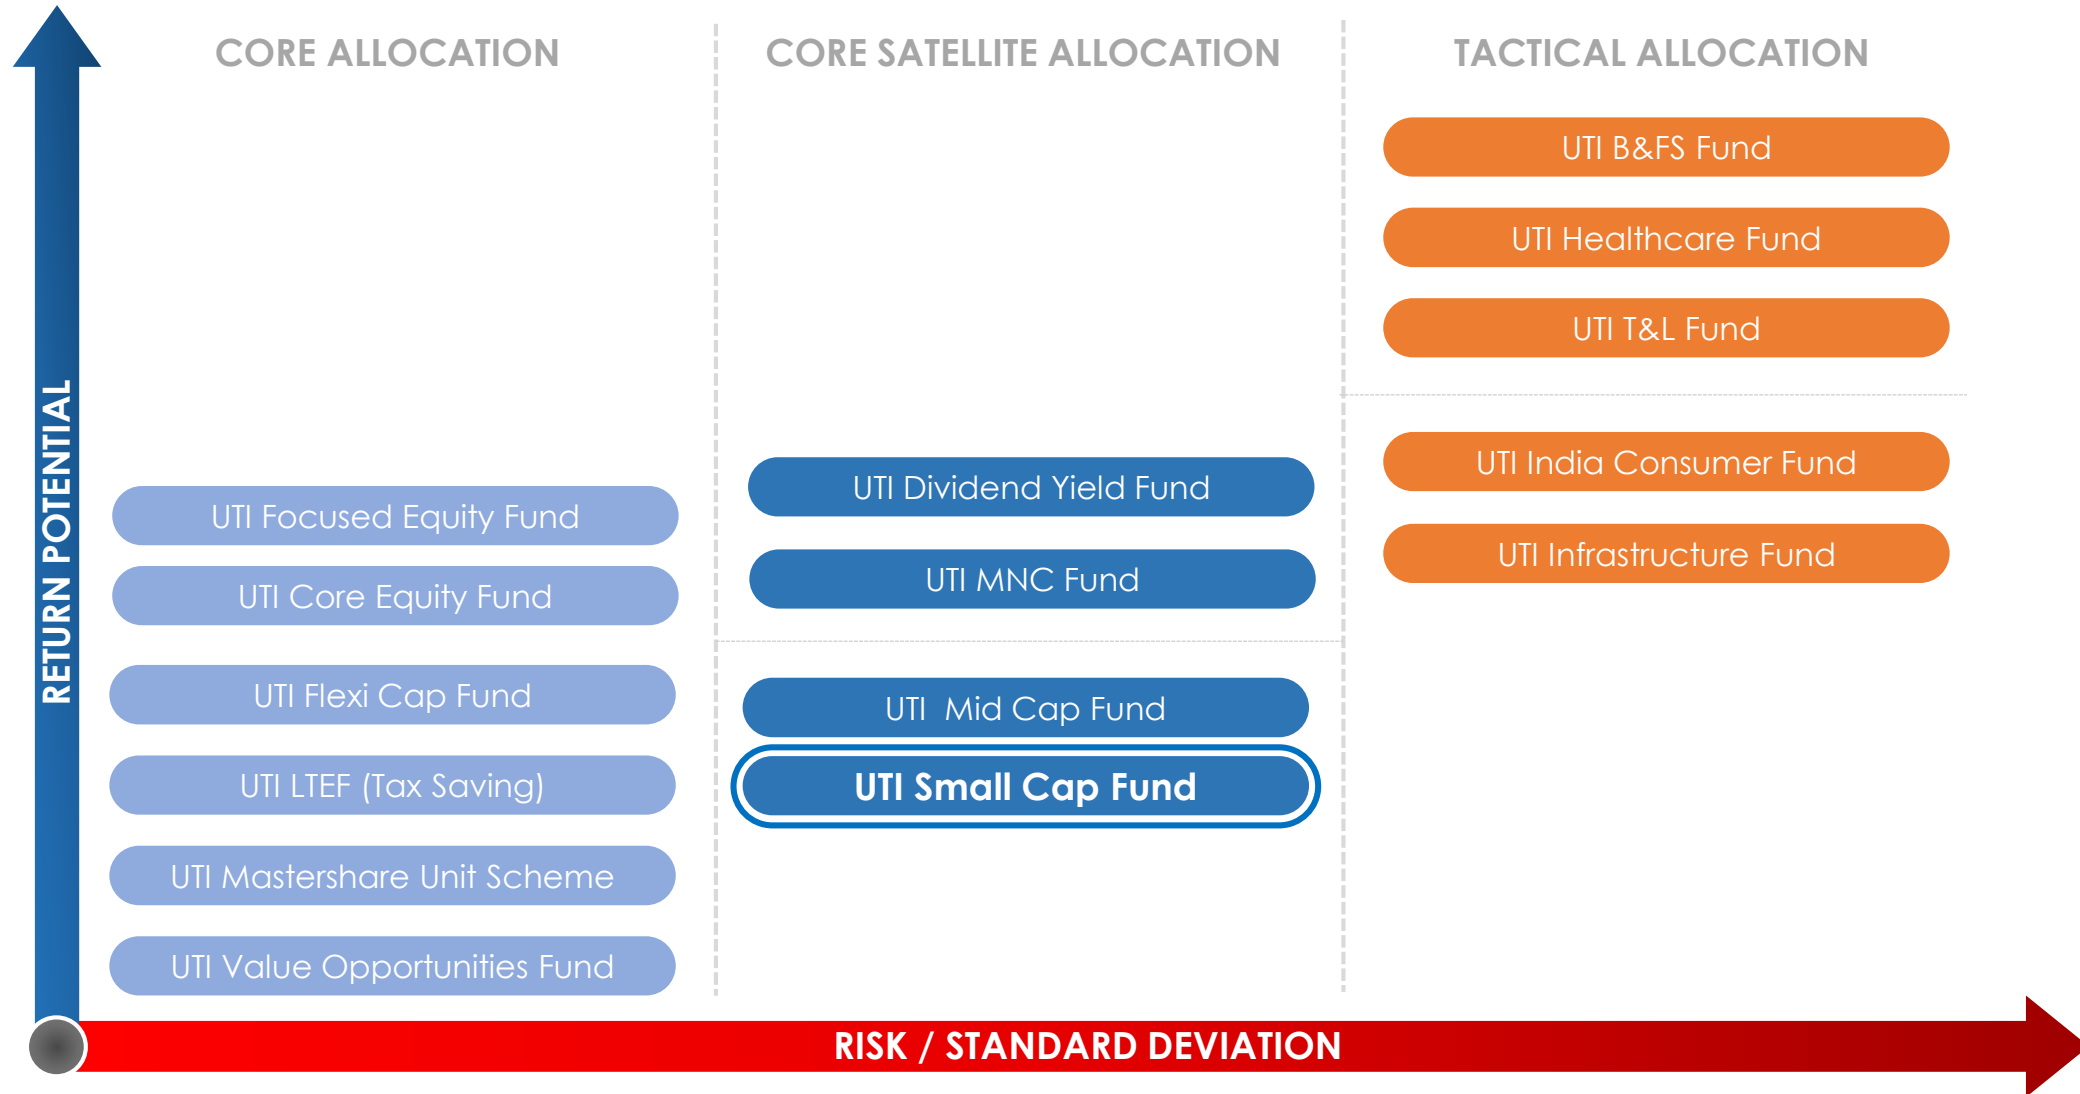 CORE ALLOCATION
CORE SATELLITE ALLOCATION
TACTICAL ALLOCATION
RETURN POTENTIAL
UTI Focused Equity Fund
UTI Core Equity Fund
UTI Flexi Cap Fund
UTI LTEF (Tax Saving)
UTI Mastershare Unit Scheme
UTI Value Opportunities Fund
UTI Dividend Yield Fund
UTI MNC Fund
UTI Mid Cap Fund
UTI Small Cap Fund
UTI B&FS Fund
UTI Healthcare Fund
UTI T&L Fund
UTI India Consumer Fund
UTI Infrastructure Fund
RISK / STANDARD DEVIATION